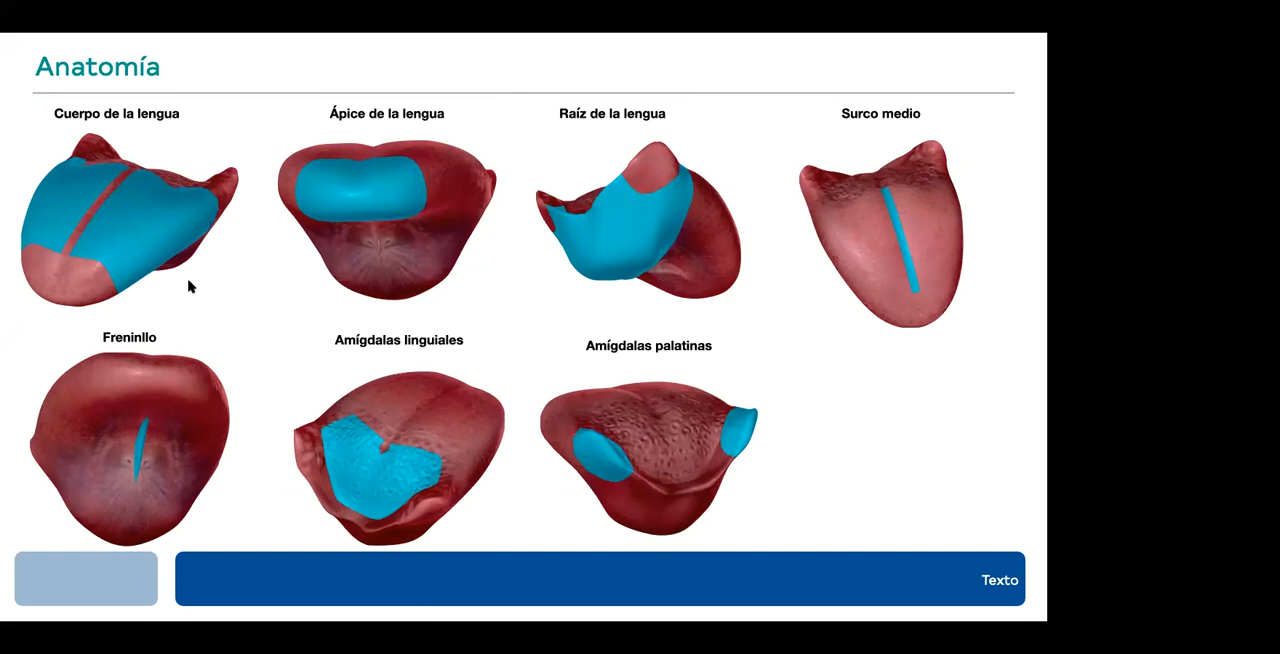 Anatomía
Cuerpo de la lengua
Ápice de la lengua
Raíz de la lengua
Surco medio
Freninllo
Amígdalas linguiales
Amígdalas palatinas
Texto